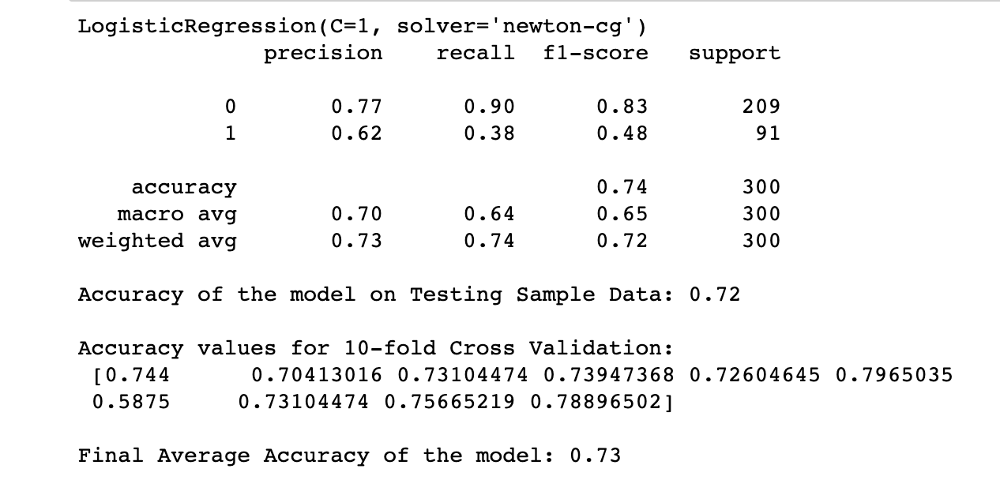 LogisticRegression(C=1, solver='newton-cg')
precision recall f1-score support
0 0.77 0.90 0.83 209
1 0.62 0.38 0.48 91
accuracy 0.74 300
macro avg 0.70 0.64 0.65 300
weighted avg 0.73 0.74 0.72 300
Accuracy of the model on Testing Sample Data: 0.72
Accuracy values for 10-fold Cross Validation:
[0.744 0.70413016 0.73104474 0.73947368 0.72604645 0.7965035
0.5875 0.73104474 0.75665219 0.78896502]
Final Average Accuracy of the model: 0.73